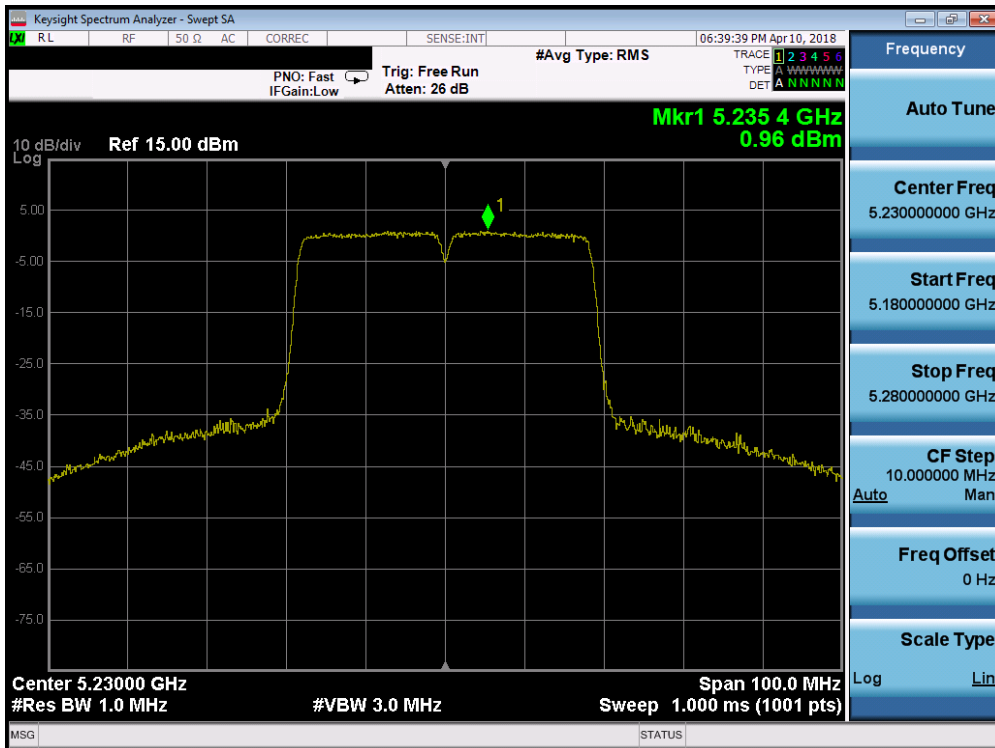 Keysight Spectrum Analyzer - Swept SA
LXI RL RF 50 Ω AC CORREC SENSE:INT 06:39:39 PM Apr 10, 2018
PNO: Fast
IFGain:Low
Trig: Free Run
Atten: 26 dB
#Avg Type: RMS
TRACE 1 2 3 4 5 6
TYPE A WWWWW
DET A N N N N N
Mkr1 5.235 4 GHz
0.96 dBm
10 dB/div Ref 15.00 dBm
Log
1
5.00
-5.00
-15.0
-25.0
-35.0
-45.0
-55.0
-65.0
-75.0
Center 5.23000 GHz Span 100.0 MHz
#Res BW 1.0 MHz #VBW 3.0 MHz Sweep 1.000 ms (1001 pts)
MSG STATUS
Frequency
Auto Tune
Center Freq
5.230000000 GHz
Start Freq
5.180000000 GHz
Stop Freq
5.280000000 GHz
CF Step
10.000000 MHz
Auto Man
Freq Offset
0 Hz
Scale Type
Log Lin